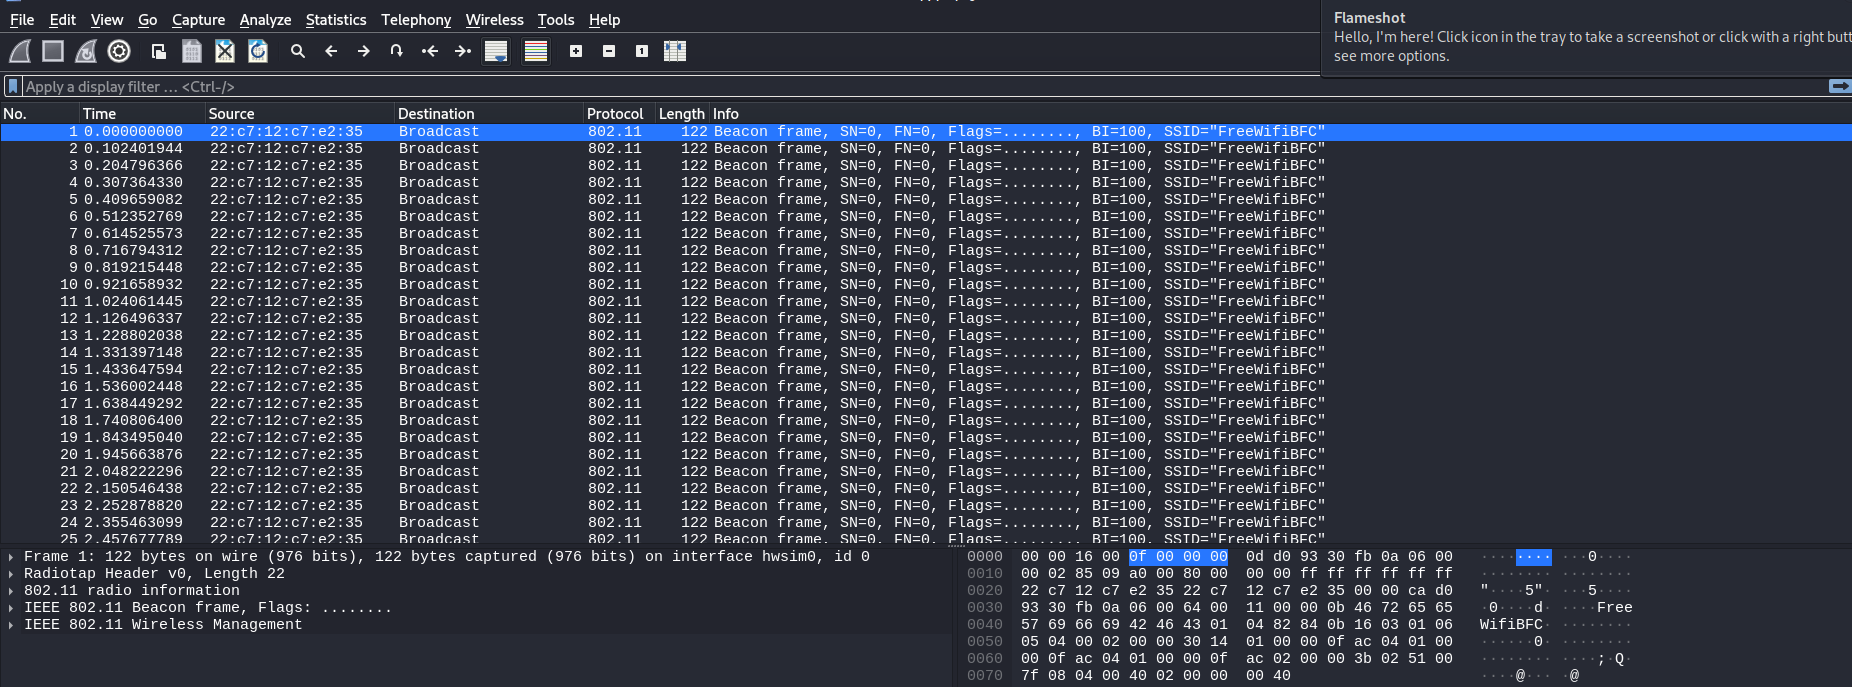 File Edit View Go Capture Analyze Statistics Telephony Wireless Tools Help
Flameshot
Hello, I'm here! Click icon in the tray to take a screenshot or click with a right butt
see more options.
Apply a display filter … <Ctrl-/>
No. Time Source Destination Protocol Length Info
1 0.000000000 22:c7:12:c7:e2:35 Broadcast 802.11 122 Beacon frame, SN=0, FN=0, Flags=........, BI=100, SSID="FreeWifiBFC"
2 0.102401944 22:c7:12:c7:e2:35 Broadcast 802.11 122 Beacon frame, SN=0, FN=0, Flags=........, BI=100, SSID="FreeWifiBFC"
3 0.204796366 22:c7:12:c7:e2:35 Broadcast 802.11 122 Beacon frame, SN=0, FN=0, Flags=........, BI=100, SSID="FreeWifiBFC"
4 0.307364330 22:c7:12:c7:e2:35 Broadcast 802.11 122 Beacon frame, SN=0, FN=0, Flags=........, BI=100, SSID="FreeWifiBFC"
5 0.409659082 22:c7:12:c7:e2:35 Broadcast 802.11 122 Beacon frame, SN=0, FN=0, Flags=........, BI=100, SSID="FreeWifiBFC"
6 0.512352769 22:c7:12:c7:e2:35 Broadcast 802.11 122 Beacon frame, SN=0, FN=0, Flags=........, BI=100, SSID="FreeWifiBFC"
7 0.614525573 22:c7:12:c7:e2:35 Broadcast 802.11 122 Beacon frame, SN=0, FN=0, Flags=........, BI=100, SSID="FreeWifiBFC"
8 0.716794312 22:c7:12:c7:e2:35 Broadcast 802.11 122 Beacon frame, SN=0, FN=0, Flags=........, BI=100, SSID="FreeWifiBFC"
9 0.819215448 22:c7:12:c7:e2:35 Broadcast 802.11 122 Beacon frame, SN=0, FN=0, Flags=........, BI=100, SSID="FreeWifiBFC"
10 0.921658932 22:c7:12:c7:e2:35 Broadcast 802.11 122 Beacon frame, SN=0, FN=0, Flags=........, BI=100, SSID="FreeWifiBFC"
11 1.024061445 22:c7:12:c7:e2:35 Broadcast 802.11 122 Beacon frame, SN=0, FN=0, Flags=........, BI=100, SSID="FreeWifiBFC"
12 1.126496337 22:c7:12:c7:e2:35 Broadcast 802.11 122 Beacon frame, SN=0, FN=0, Flags=........, BI=100, SSID="FreeWifiBFC"
13 1.228802038 22:c7:12:c7:e2:35 Broadcast 802.11 122 Beacon frame, SN=0, FN=0, Flags=........, BI=100, SSID="FreeWifiBFC"
14 1.331397148 22:c7:12:c7:e2:35 Broadcast 802.11 122 Beacon frame, SN=0, FN=0, Flags=........, BI=100, SSID="FreeWifiBFC"
15 1.433647594 22:c7:12:c7:e2:35 Broadcast 802.11 122 Beacon frame, SN=0, FN=0, Flags=........, BI=100, SSID="FreeWifiBFC"
16 1.536002448 22:c7:12:c7:e2:35 Broadcast 802.11 122 Beacon frame, SN=0, FN=0, Flags=........, BI=100, SSID="FreeWifiBFC"
17 1.638449292 22:c7:12:c7:e2:35 Broadcast 802.11 122 Beacon frame, SN=0, FN=0, Flags=........, BI=100, SSID="FreeWifiBFC"
18 1.740806400 22:c7:12:c7:e2:35 Broadcast 802.11 122 Beacon frame, SN=0, FN=0, Flags=........, BI=100, SSID="FreeWifiBFC"
19 1.843495040 22:c7:12:c7:e2:35 Broadcast 802.11 122 Beacon frame, SN=0, FN=0, Flags=........, BI=100, SSID="FreeWifiBFC"
20 1.945663876 22:c7:12:c7:e2:35 Broadcast 802.11 122 Beacon frame, SN=0, FN=0, Flags=........, BI=100, SSID="FreeWifiBFC"
21 2.048222296 22:c7:12:c7:e2:35 Broadcast 802.11 122 Beacon frame, SN=0, FN=0, Flags=........, BI=100, SSID="FreeWifiBFC"
22 2.150546438 22:c7:12:c7:e2:35 Broadcast 802.11 122 Beacon frame, SN=0, FN=0, Flags=........, BI=100, SSID="FreeWifiBFC"
23 2.252878820 22:c7:12:c7:e2:35 Broadcast 802.11 122 Beacon frame, SN=0, FN=0, Flags=........, BI=100, SSID="FreeWifiBFC"
24 2.355463099 22:c7:12:c7:e2:35 Broadcast 802.11 122 Beacon frame, SN=0, FN=0, Flags=........, BI=100, SSID="FreeWifiBFC"
25 2.457677789 22:c7:12:c7:e2:35 Broadcast 802.11 122 Beacon frame, SN=0, FN=0, Flags=........, BI=100, SSID="FreeWifiBFC"
Frame 1: 122 bytes on wire (976 bits), 122 bytes captured (976 bits) on interface hwsim0, id 0
Radiotap Header v0, Length 22
802.11 radio information
IEEE 802.11 Beacon frame, Flags: ........
IEEE 802.11 Wireless Management
0000 00 00 16 00 0f 00 00 00 0d d0 93 30 fb 0a 06 00 ········ ···0····
0010 00 02 85 09 a0 00 80 00 00 00 ff ff ff ff ff ff ········ ········
0020 22 c7 12 c7 e2 35 22 c7 12 c7 e2 35 00 00 ca d0 "····5"· ···5····
0030 93 30 fb 0a 06 00 64 00 11 00 00 0b 46 72 65 65 ·0····d· ····Free
0040 57 69 66 69 42 46 43 01 04 82 84 0b 16 03 01 06 WifiBFC· ········
0050 05 04 00 02 00 00 30 14 01 00 00 0f ac 04 01 00 ······0· ········
0060 00 0f ac 04 01 00 00 0f ac 02 00 00 3b 02 51 00 ········ ····;·Q·
0070 7f 08 04 00 40 02 00 00 00 40 ····@··· ·@